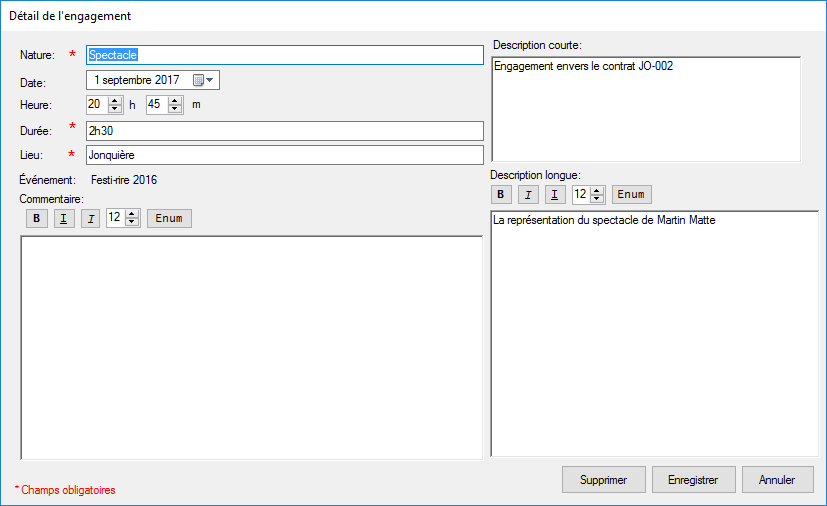 Détail de l'engagement
Nature: * Spectacle
Date: 1 septembre 2017
Heure: 20 h 45 m
Durée: * 2h30
Lieu: * Jonquière
Événement: Festi-rire 2016
Commentaire:
B I I 12 Enum
* Champs obligatoires
Description courte:
Engagement envers le contrat JO-002
Description longue:
B I I 12 Enum
La représentation du spectacle de Martin Matte
Supprimer Enregistrer Annuler